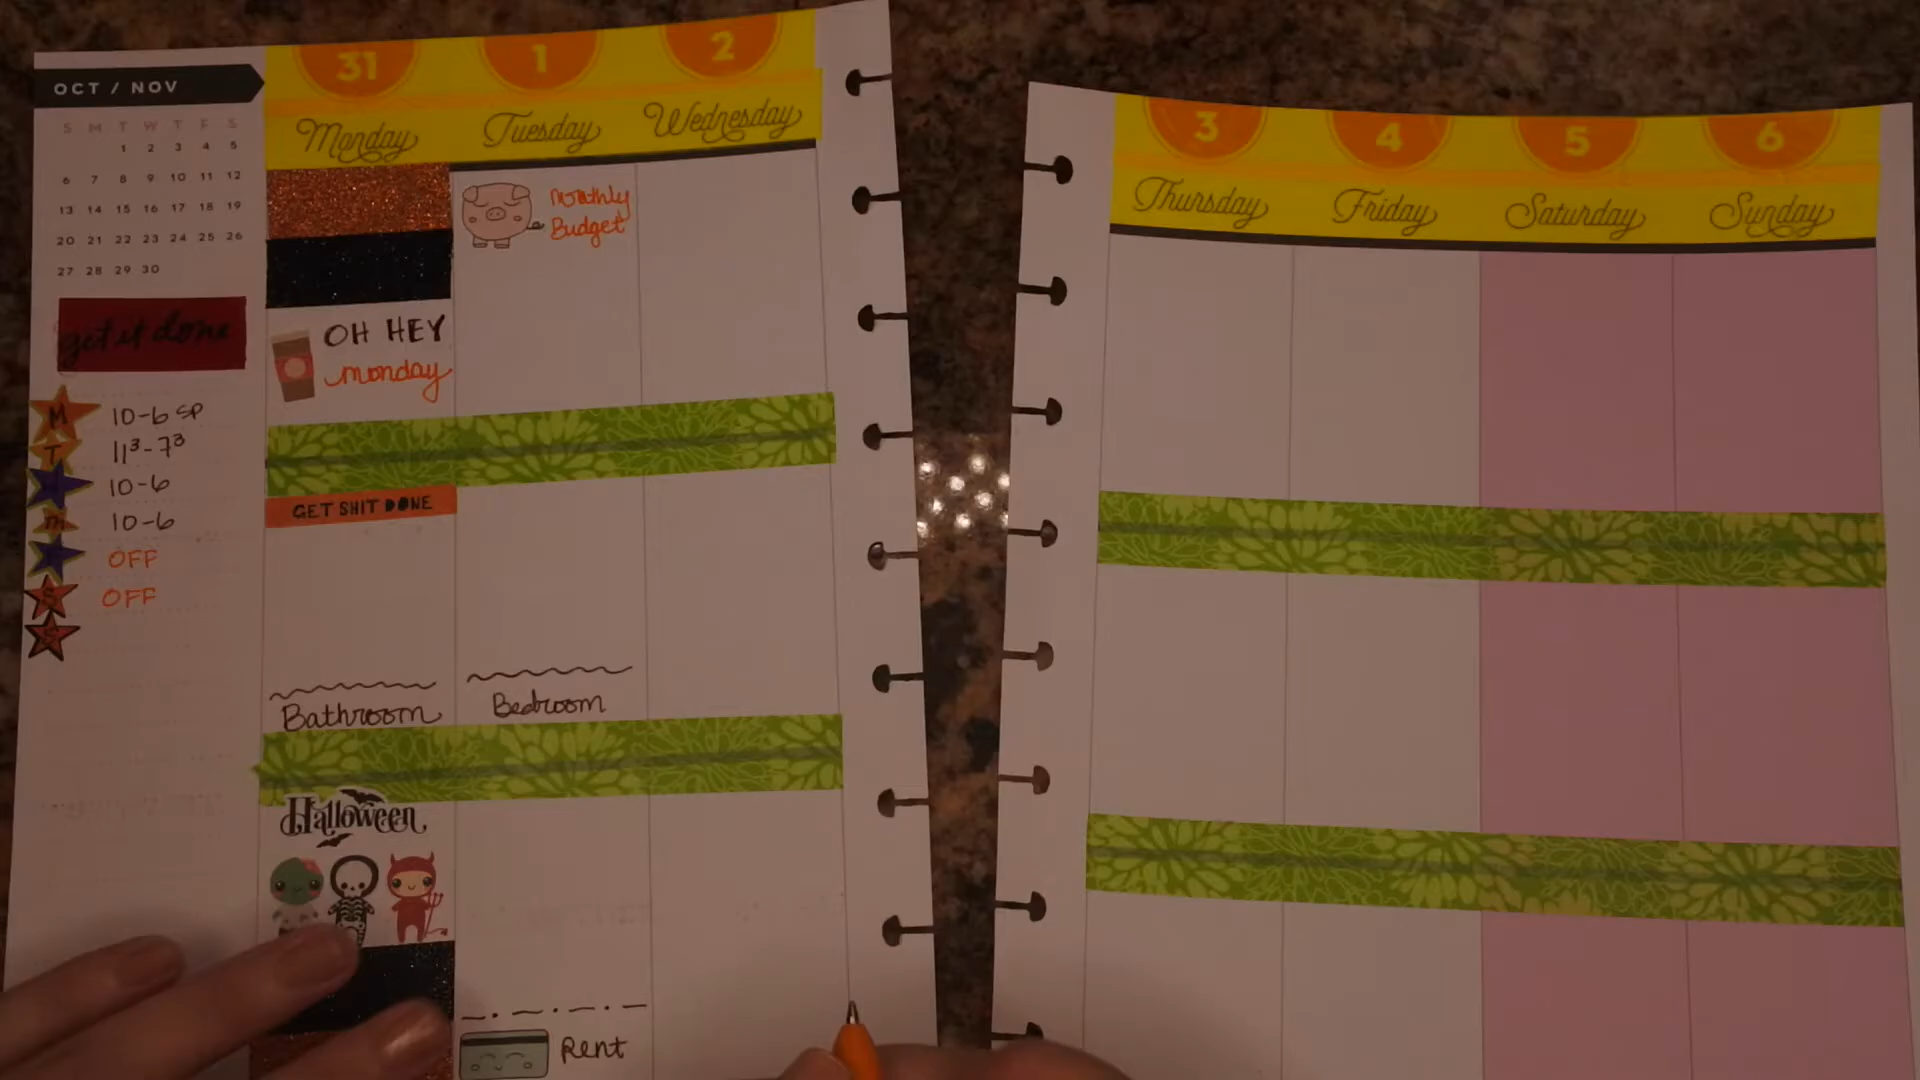 OCT / NOV
S M T W T F S
1 2 3 4 5
6 7 8 9 10 11 12
13 14 15 16 17 18 19
20 21 22 23 24 25 26
27 28 29 30
get it done
M 10-6 SP
T 11³-7³
10-6
m 10-6
OFF
S OFF
S
31 1 2
Monday Tuesday Wednesday
Monthly
Budget
OH HEY
monday
GET SHIT DONE
Bathroom Bedroom
Halloween
Rent
3 4 5 6
Thursday Friday Saturday Sunday